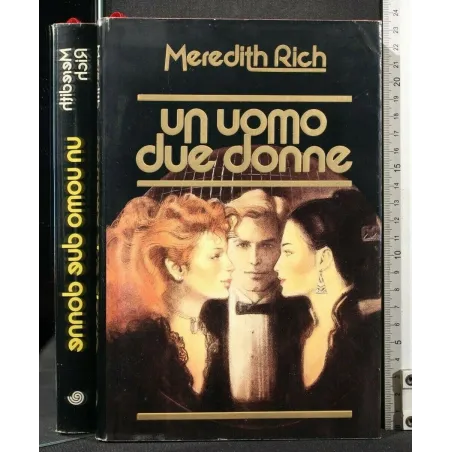 Meredith Rich
un uomo
due donne
Rich
Meredith
un uomo due donne